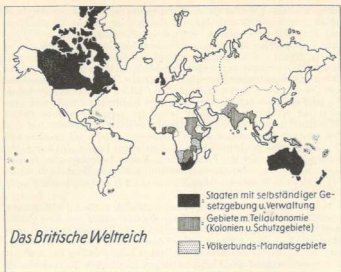 Staaten mit selbständiger Ge-
setzgebung u. Verwaltung
Gebiete m. Teilautonomie
(Kolonien u. Schutzgebiete)
Völkerbunds-Mandatsgebiete
Das Britische Weltreich